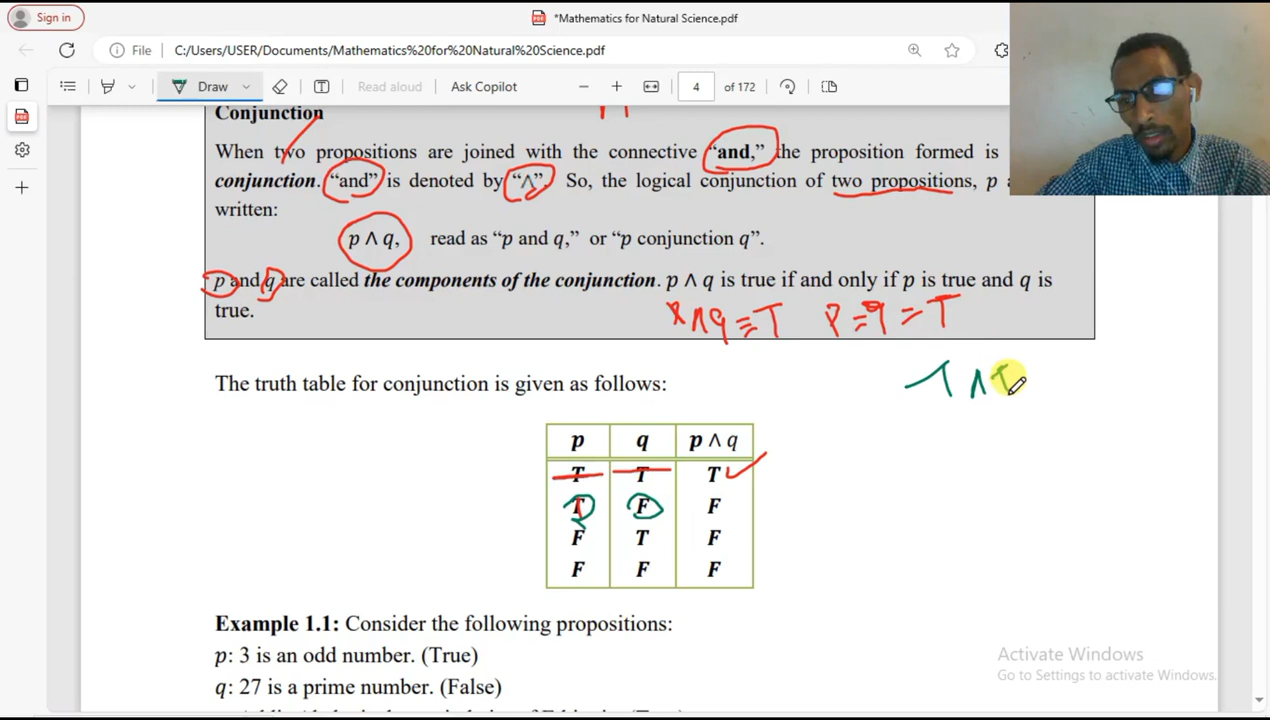 Sign in
*Mathematics for Natural Science.pdf
File C:/Users/USER/Documents/Mathematics%20for%20Natural%20Science.pdf
Draw Read aloud Ask Copilot 4 of 172
Conjunction
When two propositions are joined with the connective “and,” the proposition formed is
conjunction. “and” is denoted by “∧”. So, the logical conjunction of two propositions, p
written:
p ∧ q, read as “p and q,” or “p conjunction q”.
p and q are called the components of the conjunction. p ∧ q is true if and only if p is true and q is
true.
P ∧ q ≡ T P ≡ q = T
The truth table for conjunction is given as follows:
T ∧ T
p q p ∧ q
T T T
T F F
F T F
F F F
Example 1.1: Consider the following propositions:
p: 3 is an odd number. (True)
q: 27 is a prime number. (False)
Activate Windows
Go to Settings to activate Windows.